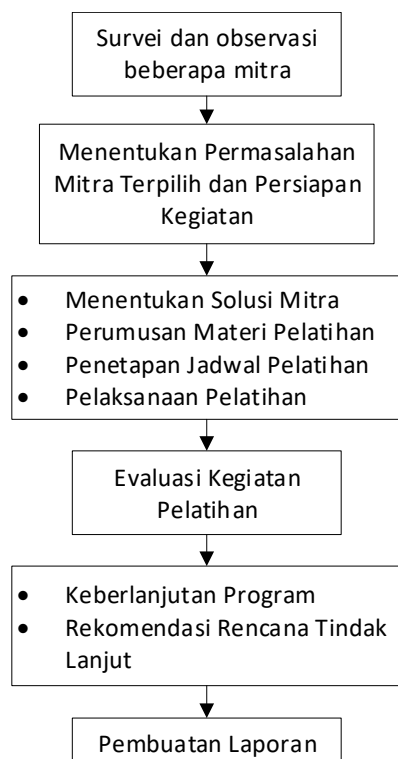 Survei dan observasi
beberapa mitra
Menentukan Permasalahan
Mitra Terpilih dan Persiapan
Kegiatan
• Menentukan Solusi Mitra
• Perumusan Materi Pelatihan
• Penetapan Jadwal Pelatihan
• Pelaksanaan Pelatihan
Evaluasi Kegiatan
Pelatihan
• Keberlanjutan Program
• Rekomendasi Rencana Tindak
Lanjut
Pembuatan Laporan